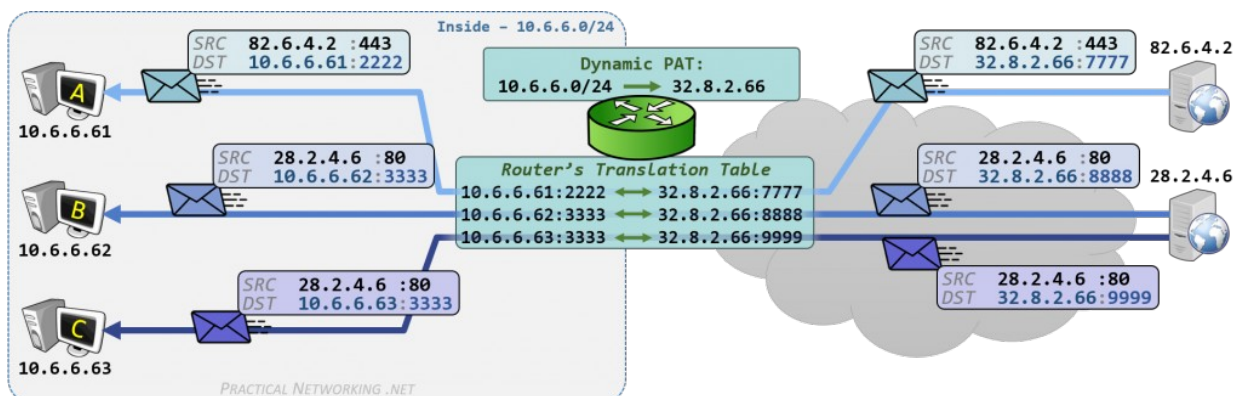 Inside – 10.6.6.0/24
SRC 82.6.4.2 :443
DST 10.6.6.61:2222
A
10.6.6.61
Dynamic PAT:
10.6.6.0/24 32.8.2.66
SRC 82.6.4.2 :443
DST 32.8.2.66:7777
82.6.4.2
SRC 28.2.4.6 :80
DST 10.6.6.62:3333
B
10.6.6.62
Router's Translation Table
10.6.6.61:2222 32.8.2.66:7777
10.6.6.62:3333 32.8.2.66:8888
10.6.6.63:3333 32.8.2.66:9999
SRC 28.2.4.6 :80
DST 32.8.2.66:8888
28.2.4.6
SRC 28.2.4.6 :80
DST 10.6.6.63:3333
C
10.6.6.63
SRC 28.2.4.6 :80
DST 32.8.2.66:9999
PRACTICAL NETWORKING .NET